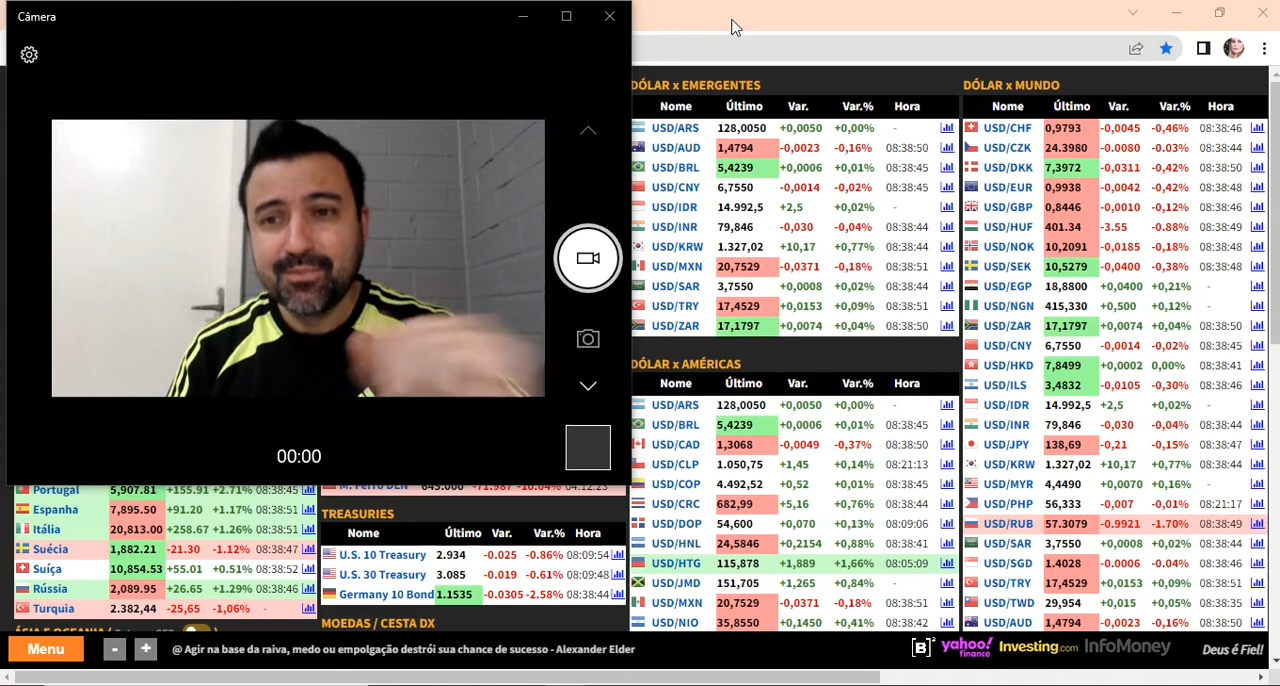 Câmera
00:00
DÓLAR x EMERGENTES
Nome Último Var. Var.% Hora
USD/ARS 128,0050 +0,0050 +0,00% -
USD/AUD 1,4794 -0,0023 -0,16% 08:38:50
USD/BRL 5,4239 +0,0006 +0,01% 08:38:45
USD/CNY 6,7550 -0,0014 -0,02% 08:38:45
USD/IDR 14.992,5 +2,5 +0,02% -
USD/INR 79,846 -0,030 -0,04% 08:38:44
USD/KRW 1.327,02 +10,17 +0,77% 08:38:44
USD/MXN 20,7529 -0,0371 -0,18% 08:38:51
USD/SAR 3,7550 +0,0008 +0,02% 08:38:44
USD/TRY 17,4529 +0,0153 +0,09% 08:38:51
USD/ZAR 17,1797 +0,0074 +0,04% 08:38:50
DÓLAR x AMÉRICAS
Nome Último Var. Var.% Hora
USD/ARS 128,0050 +0,0050 +0,00% -
USD/BRL 5,4239 +0,0006 +0,01% 08:38:45
USD/CAD 1,3068 -0,0049 -0,37% 08:38:50
USD/CLP 1.050,75 +1,45 +0,14% 08:21:13
USD/COP 4.492,52 +0,52 +0,01% 08:38:45
USD/CRC 682,99 +5,16 +0,76% 08:38:44
USD/DOP 54,600 +0,070 +0,13% 08:09:06
USD/HNL 24,5846 +0,2154 +0,88% 08:38:41
USD/HTG 115,878 +1,889 +1,66% 08:05:09
USD/JMD 151,705 +1,265 +0,84% -
USD/MXN 20,7529 -0,0371 -0,18% 08:38:51
USD/NIO 35,8550 +0,1450 +0,41% 08:38:42
DÓLAR x MUNDO
Nome Último Var. Var.% Hora
USD/CHF 0,9793 -0,0045 -0,46% 08:38:46
USD/CZK 24.3980 -0.0080 -0.03% 08:38:44
USD/DKK 7,3972 -0,0311 -0,42% 08:38:50
USD/EUR 0,9938 -0,0042 -0,42% 08:38:48
USD/GBP 0,8446 -0,0010 -0,12% 08:38:46
USD/HUF 401.34 -3.55 -0.88% 08:38:49
USD/NOK 10,2091 -0,0185 -0,18% 08:38:48
USD/SEK 10,5279 -0,0400 -0,38% 08:38:48
USD/EGP 18,8800 +0,0400 +0,21% -
USD/NGN 415,330 +0,500 +0,12% -
USD/ZAR 17,1797 +0,0074 +0,04% 08:38:50
USD/CNY 6,7550 -0,0014 -0,02% 08:38:45
USD/HKD 7,8499 +0,0002 0,00% 08:38:41
USD/ILS 3,4832 -0,0105 -0,30% 08:38:46
USD/IDR 14.992,5 +2,5 +0,02% -
USD/INR 79,846 -0,030 -0,04% 08:38:44
USD/JPY 138,69 -0,21 -0,15% 08:38:47
USD/KRW 1.327,02 +10,17 +0,77% 08:38:44
USD/MYR 4,4490 +0,0070 +0,16% -
USD/PHP 56,333 -0,007 -0,01% 08:21:17
USD/RUB 57.3079 -0.9921 -1.70% 08:38:49
USD/SAR 3,7550 +0,0008 +0,02% 08:38:44
USD/SGD 1.4028 -0.0006 -0.04% 08:38:46
USD/TRY 17,4529 +0,0153 +0,09% 08:38:51
USD/TWD 29,954 +0,015 +0,05% 08:38:35
USD/AUD 1,4794 -0,0023 -0,16% 08:38:50
Portugal 5,907.81 +155.91 +2.71% 08:38:45
Espanha 7,895.50 +91.20 +1.17% 08:38:51
Itália 20,813.00 +258.67 +1.26% 08:38:51
Suécia 1,882.21 -21.30 -1.12% 08:38:47
Suíça 10,854.53 +55.01 +0.51% 08:38:52
Rússia 2,089.95 +26.65 +1.29% 08:38:51
Turquia 2.382,44 -25,65 -1,06% -
TREASURIES
Nome Último Var. Var.% Hora
U.S. 10 Treasury 2.934 -0.025 -0.86% 08:09:54
U.S. 30 Treasury 3.085 -0.019 -0.61% 08:09:48
Germany 10 Bond 1.1535 -0.0305 -2.58% 08:38:44
MOEDAS / CESTA DX
Menu - + @ Agir na base da raiva, medo ou empolgação destrói sua chance de sucesso - Alexander Elder
[B]³ yahoo! finance Investing.com InfoMoney Deus é Fiel!